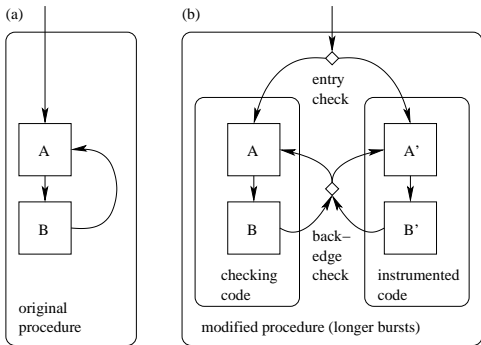 (a)
A
B
original
procedure
(b)
entry
check
A
A'
B
B'
back–
edge
check
checking
code
instrumented
code
modified procedure (longer bursts)